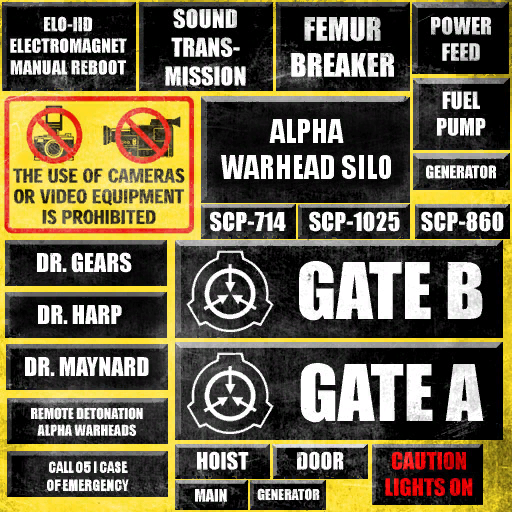 ELO-IID
ELECTROMAGNET
MANUAL REBOOT
SOUND
TRANS-
MISSION
FEMUR
BREAKER
POWER
FEED
FUEL
PUMP
GENERATOR
THE USE OF CAMERAS
OR VIDEO EQUIPMENT
IS PROHIBITED
ALPHA
WARHEAD SILO
SCP-714
SCP-1025
SCP-860
DR. GEARS
DR. HARP
DR. MAYNARD
REMOTE DETONATION
ALPHA WARHEADS
CALL O5 | CASE
OF EMERGENCY
GATE B
GATE A
HOIST
DOOR
MAIN
GENERATOR
CAUTION
LIGHTS ON